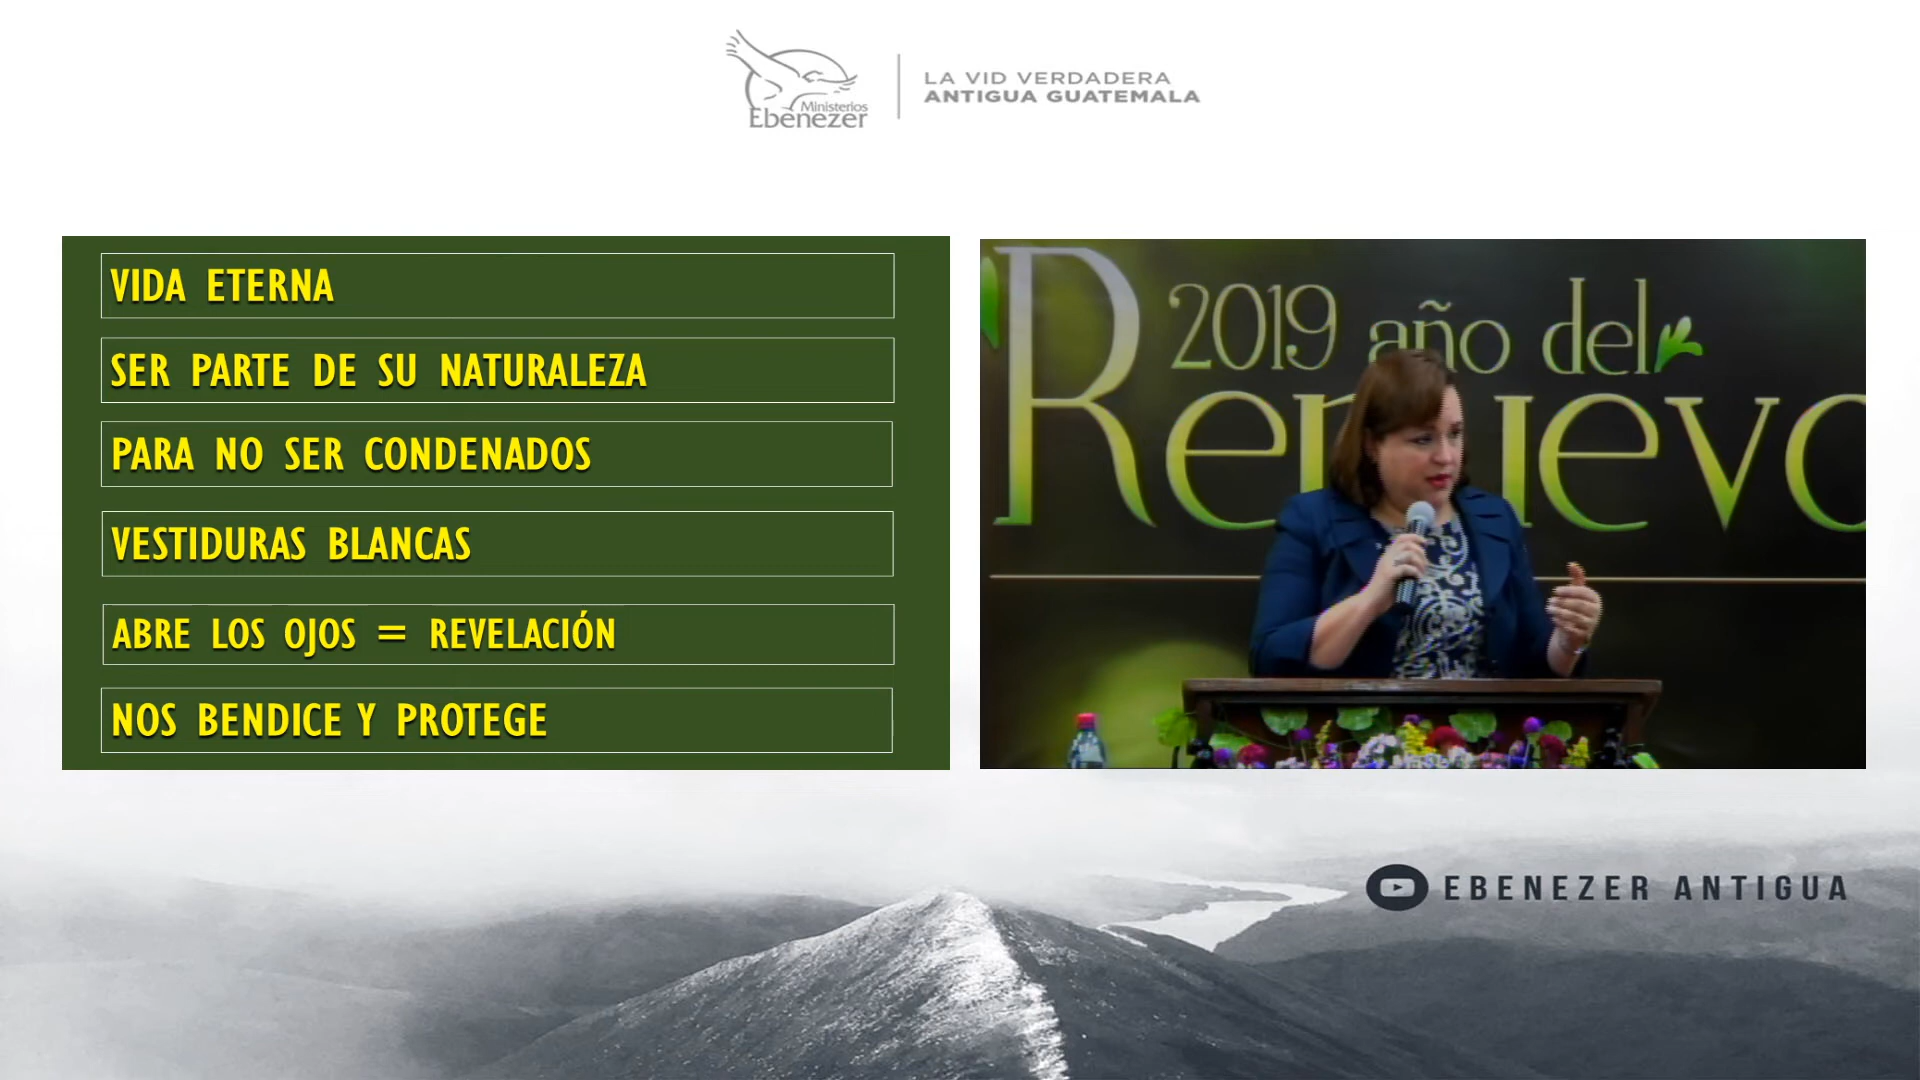 Ministerios
Ebenezer
LA VID VERDADERA
ANTIGUA GUATEMALA
VIDA ETERNA
SER PARTE DE SU NATURALEZA
PARA NO SER CONDENADOS
VESTIDURAS BLANCAS
ABRE LOS OJOS = REVELACIÓN
NOS BENDICE Y PROTEGE
2019 año del
Renuevo
EBENEZER ANTIGUA